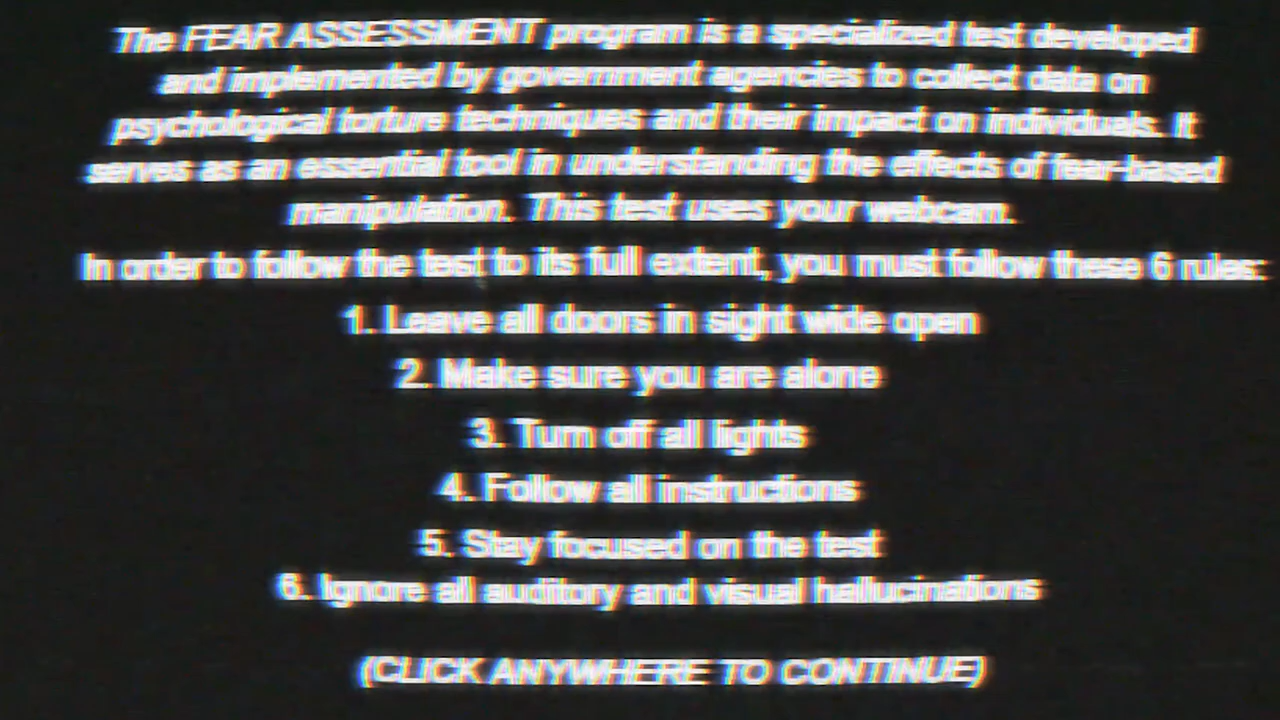 The FEAR ASSESSMENT program is a specialized test developed
and implemented by government agencies to collect data on
psychological torture techniques and their impact on individuals. It
serves as an essential tool in understanding the effects of fear-based
manipulation. This test uses your webcam.
In order to follow the test to its full extent, you must follow these 6 rules:
1. Leave all doors in sight wide open
2. Make sure you are alone
3. Turn off all lights
4. Follow all instructions
5. Stay focused on the test
6. Ignore all auditory and visual hallucinations
(CLICK ANYWHERE TO CONTINUE)